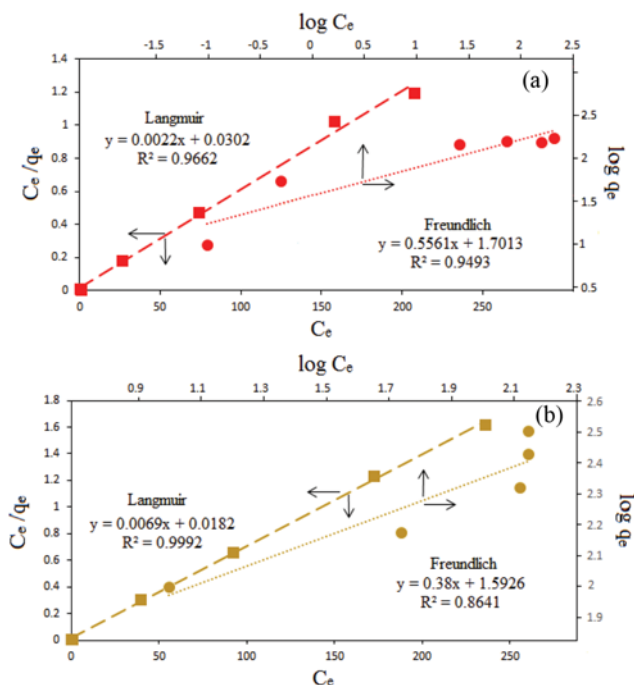 log Cₑ
-1.5 -1 -0.5 0 0.5 1 1.5 2 2.5
1.4
1.2
1
0.8
0.6
0.4
0.2
0
Cₑ /qₑ
(a)
Langmuir
y = 0.0022x + 0.0302
R² = 0.9662
Freundlich
y = 0.5561x + 1.7013
R² = 0.9493
2.5
2
1.5
1
0.5
log qₑ
0 50 100 150 200 250
Cₑ
log Cₑ
0.9 1.1 1.3 1.5 1.7 1.9 2.1 2.3
1.8
1.6
1.4
1.2
1
0.8
0.6
0.4
0.2
0
Cₑ /qₑ
(b)
Langmuir
y = 0.0069x + 0.0182
R² = 0.9992
Freundlich
y = 0.38x + 1.5926
R² = 0.8641
2.6
2.5
2.4
2.3
2.2
2.1
2
1.9
1.8
log qₑ
0 50 100 150 200 250
Cₑ